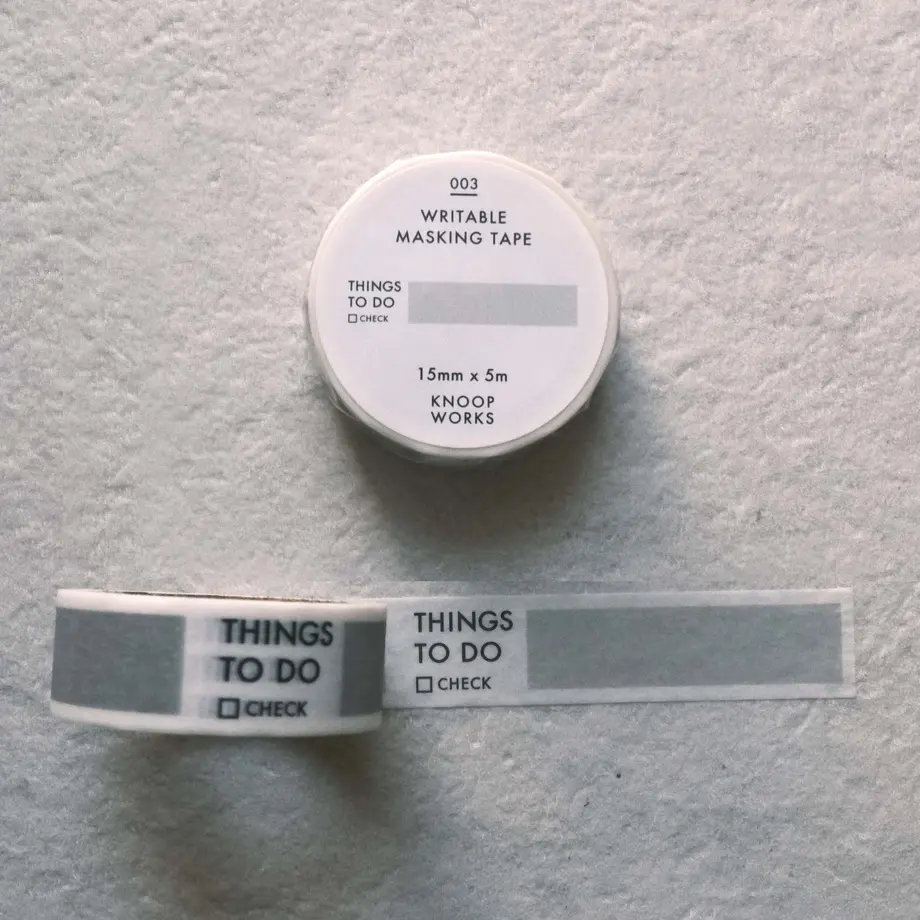 003
WRITABLE
MASKING TAPE
THINGS
TO DO
☐ CHECK
15mm x 5m
KNOOP
WORKS
THINGS
TO DO
☐ CHECK
THINGS
TO DO
☐ CHECK